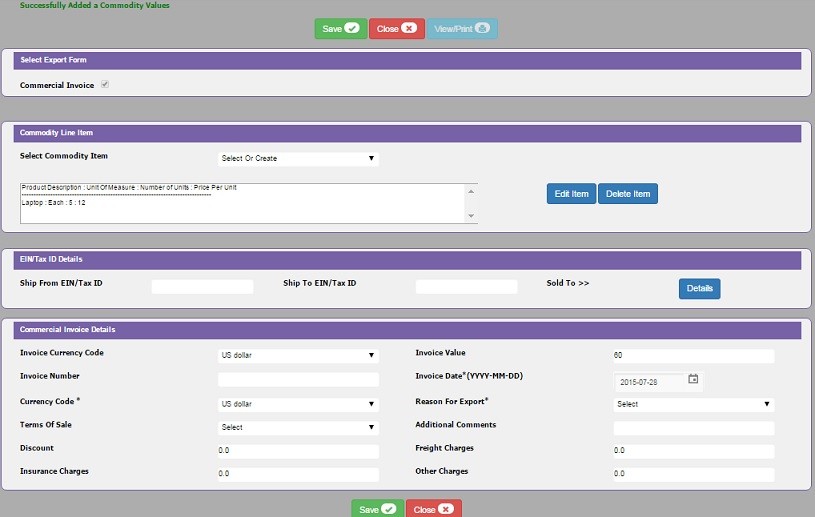 Successfully Added a Commodity Values
Save Close View/Print
Select Export Form
Commercial Invoice
Commodity Line Item
Select Commodity Item Select Or Create
Product Description : Unit Of Measure : Number of Units : Price Per Unit
Laptop : Each : 5 : 12
Edit Item Delete Item
EIN/Tax ID Details
Ship From EIN/Tax ID Ship To EIN/Tax ID Sold To >> Details
Commercial Invoice Details
Invoice Currency Code US dollar Invoice Value 60
Invoice Number Invoice Date*(YYYY-MM-DD) 2015-07-28
Currency Code * US dollar Reason For Export* Select
Terms Of Sale Select Additional Comments
Discount 0.0 Freight Charges 0.0
Insurance Charges 0.0 Other Charges 0.0
Save Close